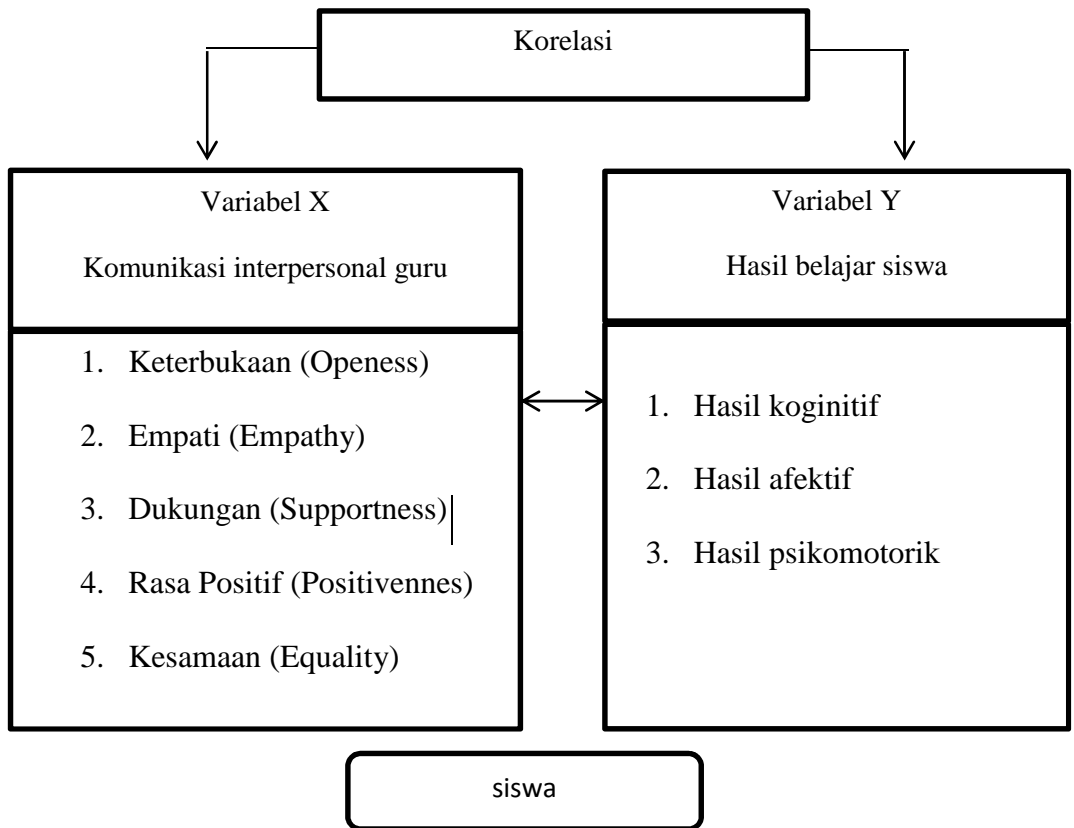 Korelasi
Variabel X
Komunikasi interpersonal guru
1. Keterbukaan (Openess)
2. Empati (Empathy)
3. Dukungan (Supportness)
4. Rasa Positif (Positivennes)
5. Kesamaan (Equality)
Variabel Y
Hasil belajar siswa
1. Hasil koginitif
2. Hasil afektif
3. Hasil psikomotorik
siswa